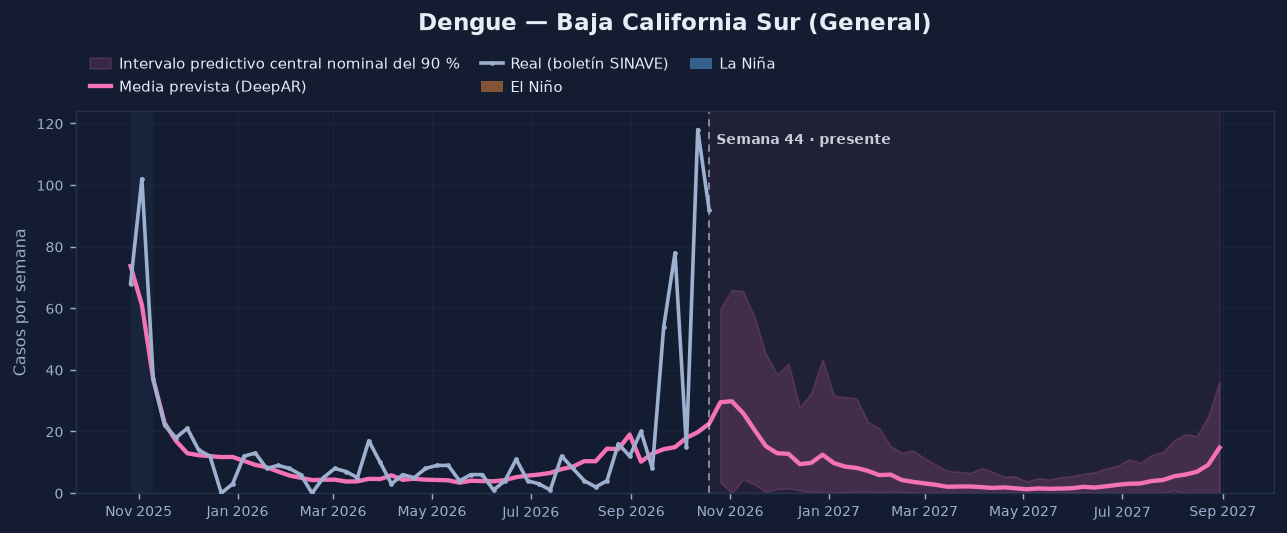 Dengue — Baja California Sur (General)
Intervalo predictivo central nominal del 90 %
Real (boletín SINAVE)
La Niña
Media prevista (DeepAR)
El Niño
Semana 44 · presente
Casos por semana
120
100
80
60
40
20
0
Nov 2025
Jan 2026
Mar 2026
May 2026
Jul 2026
Sep 2026
Nov 2026
Jan 2027
Mar 2027
May 2027
Jul 2027
Sep 2027